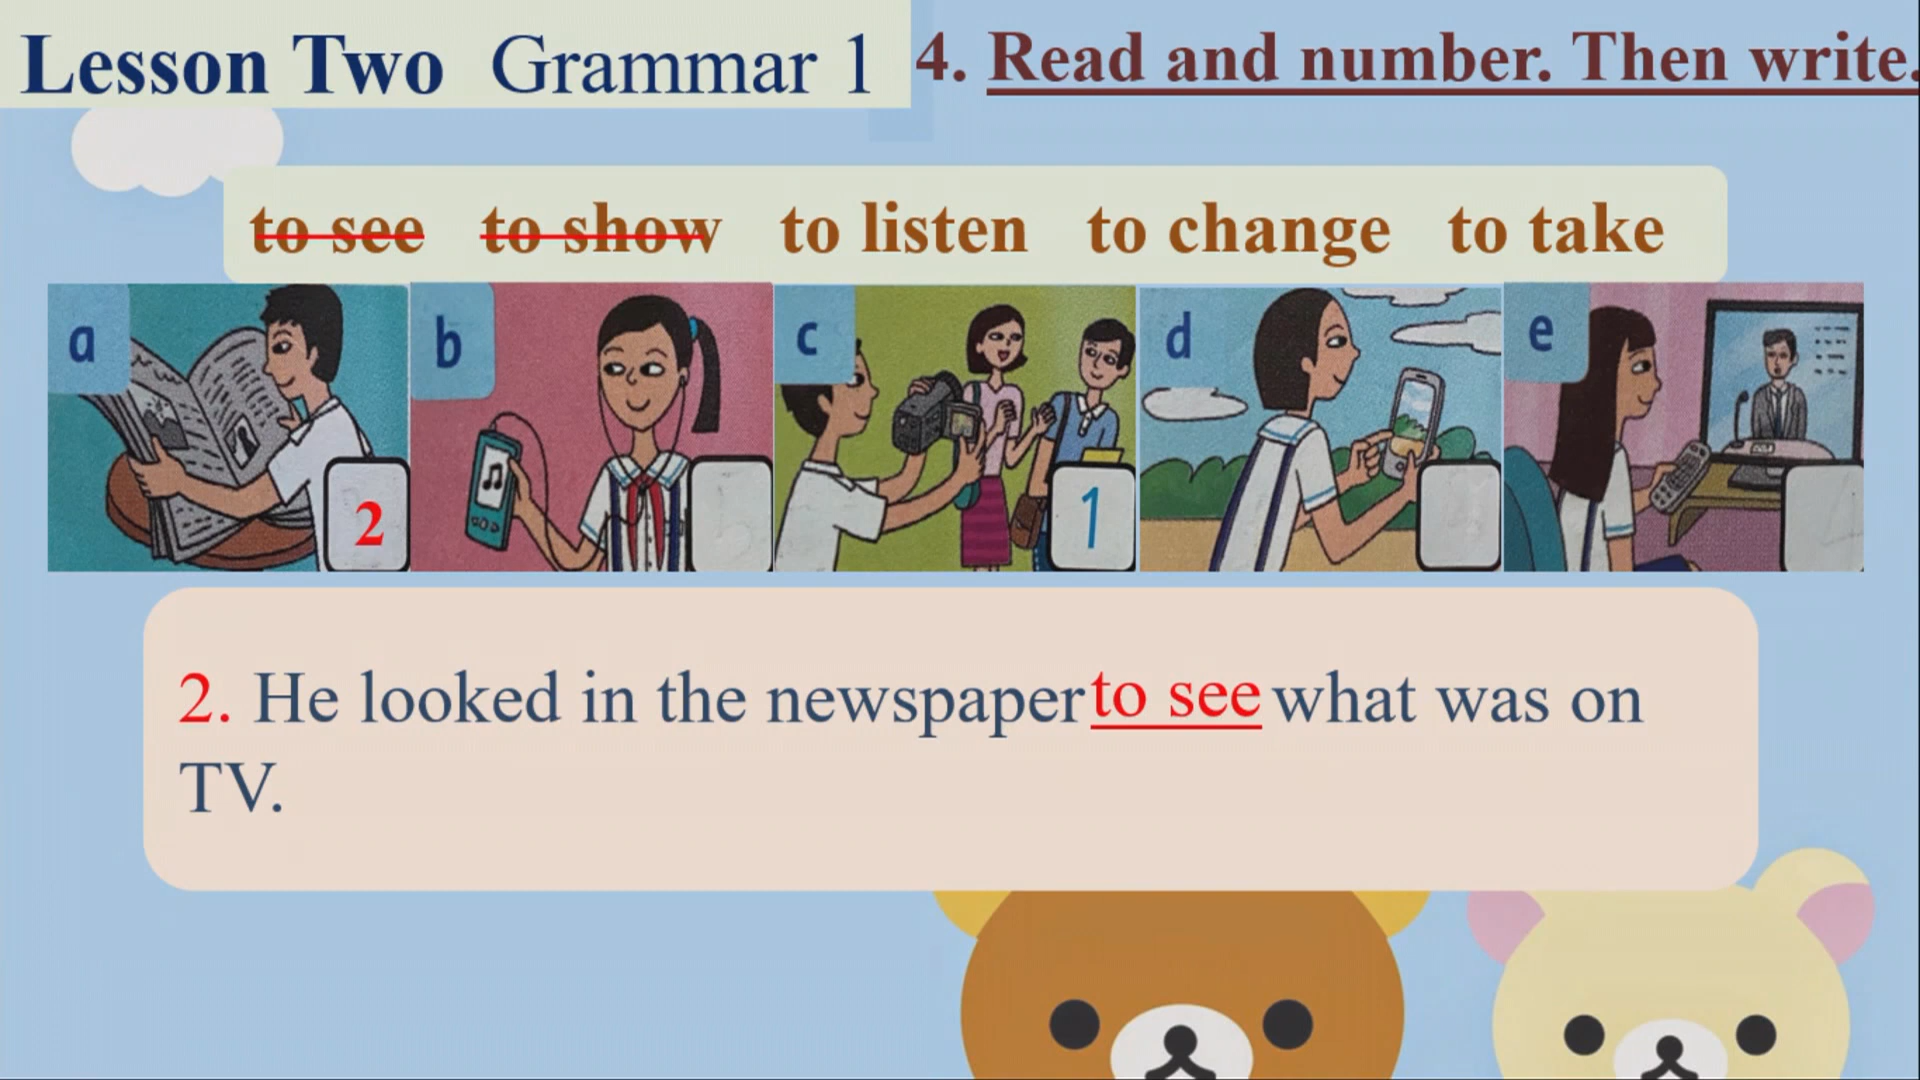 Lesson Two Grammar 1 4. Read and number. Then write.
to see to show to listen to change to take
a b c d e
2 1
2. He looked in the newspaper to see what was on
TV.